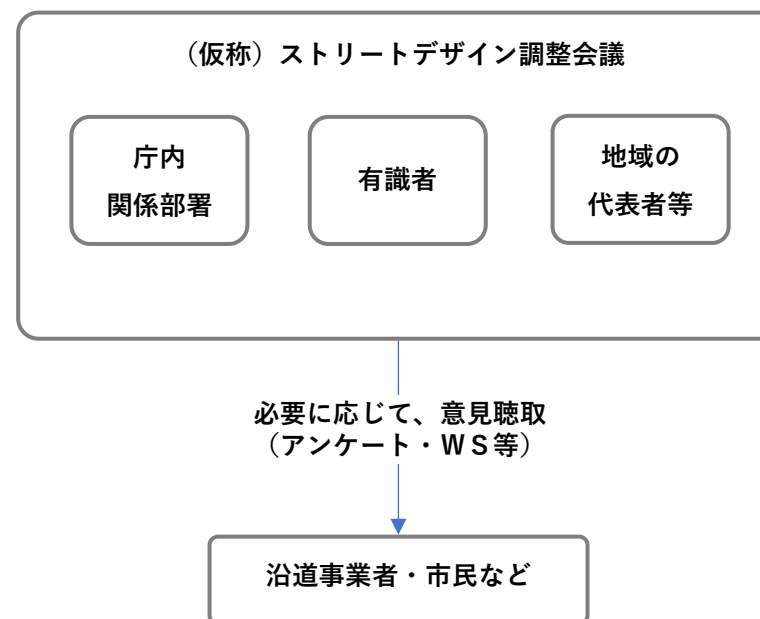 （仮称）ストリートデザイン調整会議
庁内
関係部署
有識者
地域の
代表者等
必要に応じて、意見聴取
（アンケート・ＷＳ等）
沿道事業者・市民など